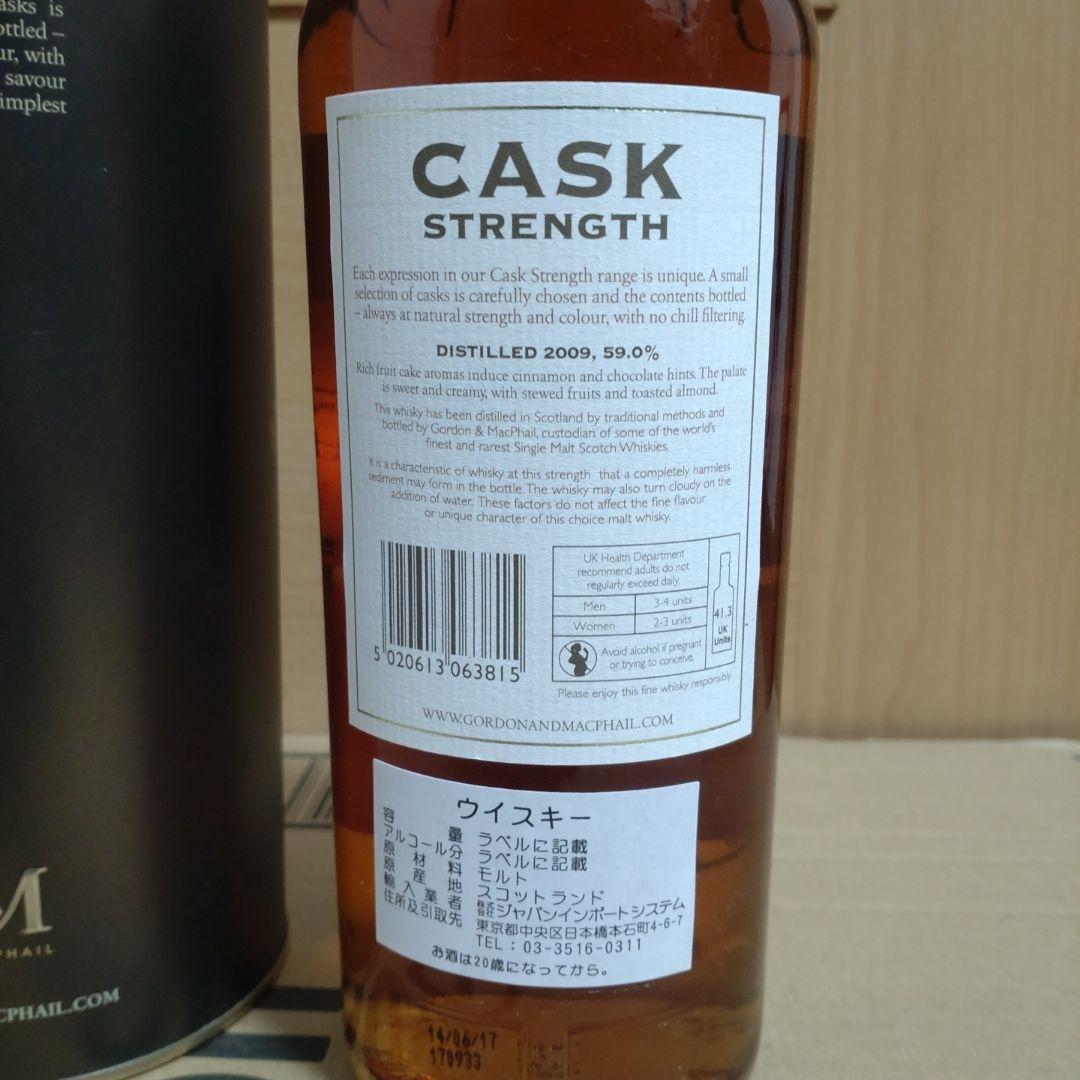 asks is
ottled –
ur, with
savour
implest
CASK
STRENGTH
Each expression in our Cask Strength range is unique. A small
selection of casks is carefully chosen and the contents bottled
– always at natural strength and colour, with no chill filtering.
DISTILLED 2009, 59.0%
Rich fruit cake aromas induce cinnamon and chocolate hints. The palate
is sweet and creamy, with stewed fruits and toasted almond.
This whisky has been distilled in Scotland by traditional methods and
bottled by Gordon & MacPhail, custodian of some of the world's
finest and rarest Single Malt Scotch Whiskies.
It is a characteristic of whisky at this strength that a completely harmless
sediment may form in the bottle. The whisky may also turn cloudy on the
addition of water. These factors do not affect the fine flavour
or unique character of this choice malt whisky.
UK Health Department
recommend adults do not
regularly exceed daily.
Men 3-4 units
Women 2-3 units
41.3
UK
Units
Avoid alcohol if pregnant
or trying to conceive.
5 020613 063815
Please enjoy this fine whisky responsibly
WWW.GORDONANDMACPHAIL.COM
ウイスキー
容量 ラベルに記載
アルコール分 ラベルに記載
原材料 モルト
原産地 スコットランド
輸入業者 株式会社ジャパンインポートシステム
住所及引取先 東京都中央区日本橋本石町4-6-7
TEL : 03-3516-0311
お酒は20歳になってから。
M
PHAIL
CPHAIL.COM
14/06/17
170933